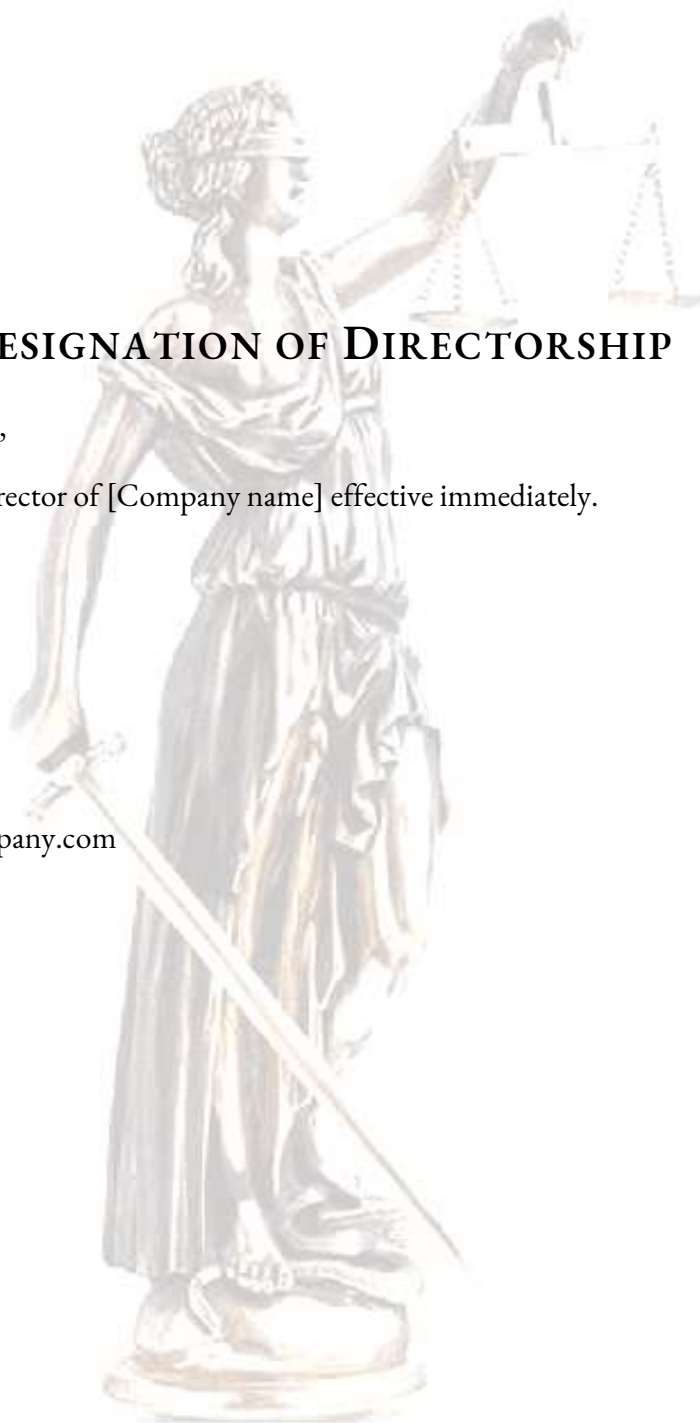 ESIGNATION OF DIRECTORSHIP
,
rector of [Company name] effective immediately.
pany.com